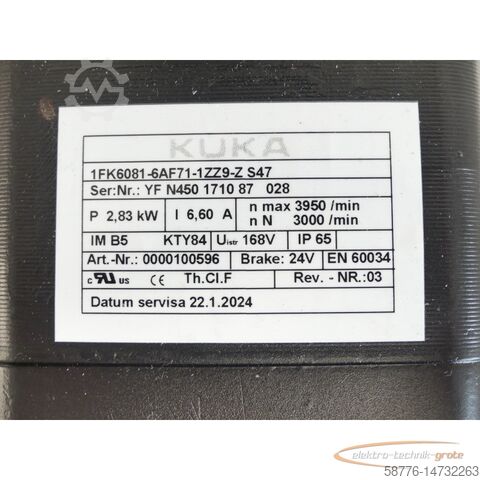 KUKA
1FK6081-6AF71-1ZZ9-Z S47
Ser:Nr.: YF N450 1710 87 028
P 2,83 kW I 6,60 A n max 3950 /min
n N 3000 /min
IM B5 KTY84 Uistr 168V IP 65
Art.-Nr.: 0000100596 Brake: 24V EN 60034
c RU us CE Th.Cl.F Rev. - NR.:03
Datum servisa 22.1.2024
elektro-technik-grote
58776-14732263